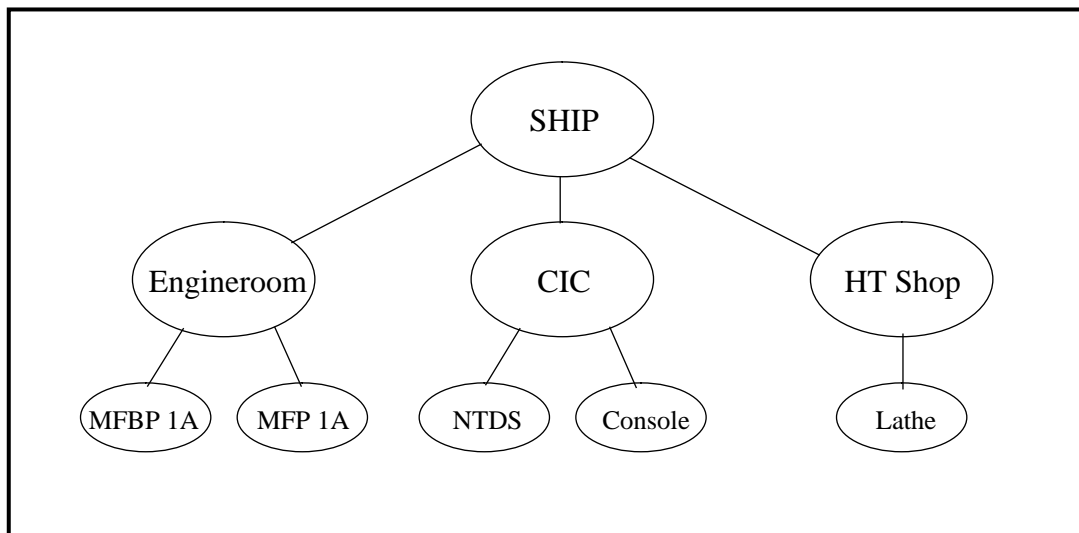 SHIP
Engineroom
CIC
HT Shop
MFBP 1A
MFP 1A
NTDS
Console
Lathe